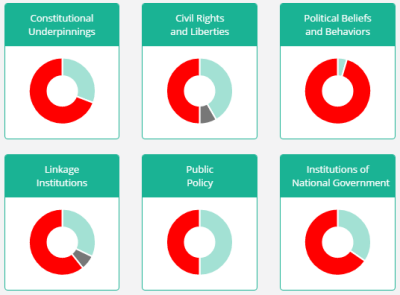 Constitutional
Underpinnings
Civil Rights
and Liberties
Political Beliefs
and Behaviors
Linkage
Institutions
Public
Policy
Institutions of
National Government